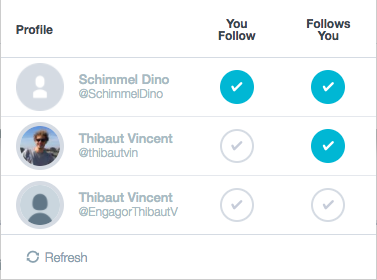 Profile You Follow Follows You
Schimmel Dino
@SchimmelDino
Thibaut Vincent
@thibautvin
Thibaut Vincent
@EngagorThibautV
Refresh